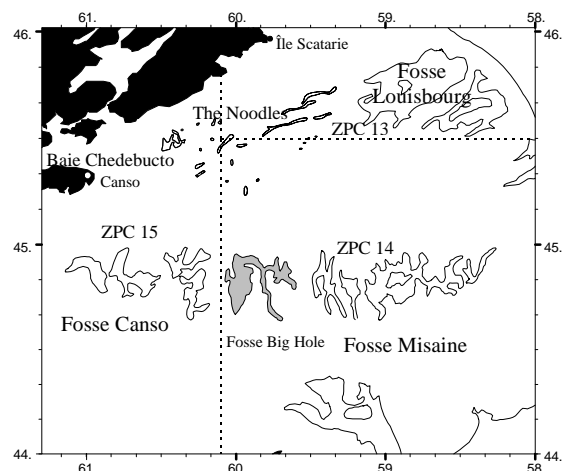 61. 60. 59. 58.
46. 46.
Île Scatarie
Fosse
Louisbourg
The Noodles
ZPC 13
Baie Chedebucto
Canso
ZPC 15
45. ZPC 14 45.
Fosse Canso
Fosse Big Hole
Fosse Misaine
44. 44.
61. 60. 59. 58.